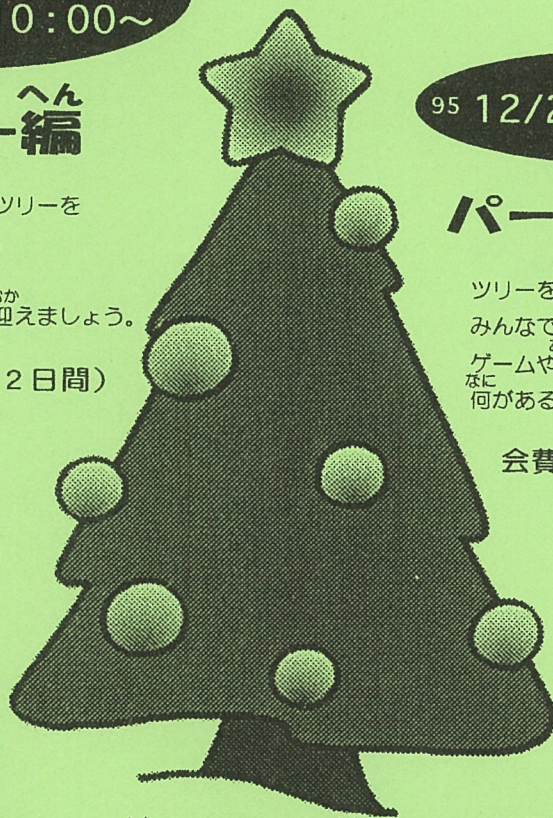 0:00～
へん
ー編
ツリーを
迎えましょう。
２日間）
95 12/2
パー
ツリーを
みんなで
ゲームや
なに
何がある
会費